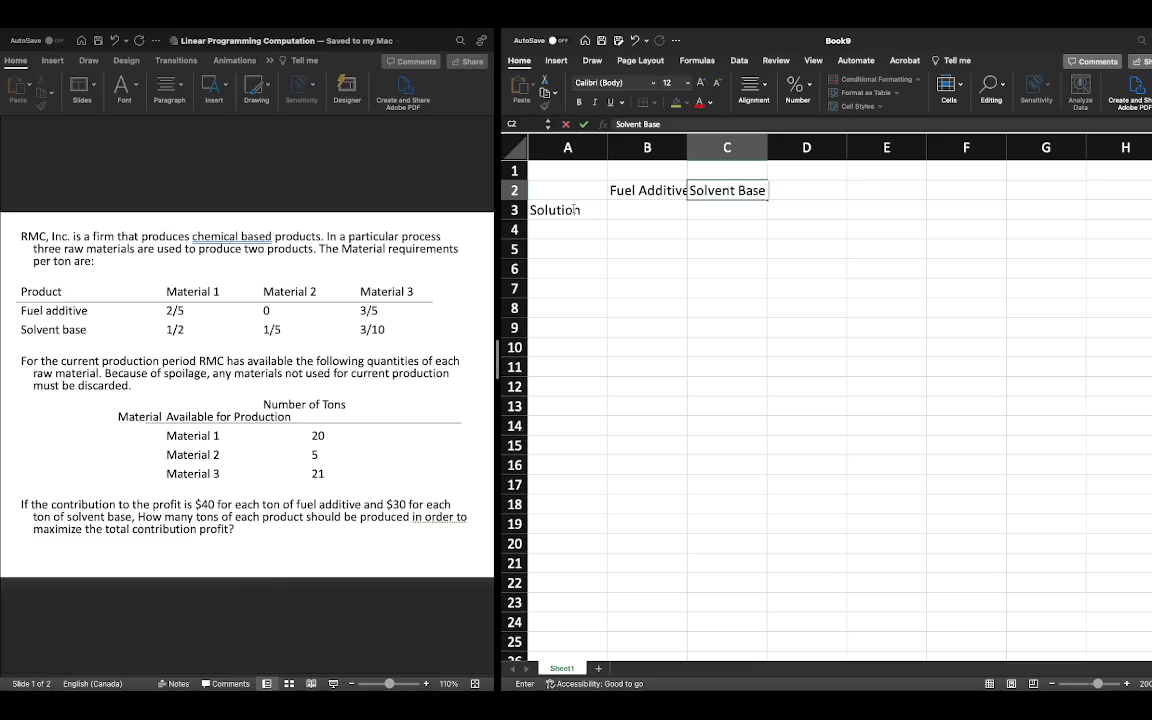 AutoSave OFF Linear Programming Computation — Saved to my Mac
Home Insert Draw Design Transitions Animations Tell me Comments Share
Paste Slides Font Paragraph Insert Drawing Sensitivity Designer Create and Share Adobe PDF
RMC, Inc. is a firm that produces chemical based products. In a particular process
three raw materials are used to produce two products. The Material requirements
per ton are:
Product Material 1 Material 2 Material 3
Fuel additive 2/5 0 3/5
Solvent base 1/2 1/5 3/10
For the current production period RMC has available the following quantities of each
raw material. Because of spoilage, any materials not used for current production
must be discarded.
Number of Tons
Material Available for Production
Material 1 20
Material 2 5
Material 3 21
If the contribution to the profit is $40 for each ton of fuel additive and $30 for each
ton of solvent base, How many tons of each product should be produced in order to
maximize the total contribution profit?
Slide 1 of 2 English (Canada) Notes Comments 110%
AutoSave OFF Book9
Home Insert Draw Page Layout Formulas Data Review View Automate Acrobat Tell me Comments Sh
Paste Calibri (Body) 12 A A B I U A Alignment % Number Conditional Formatting Format as Table Cell Styles Cells Editing Sensitivity Analyze Data Create and Sh Adobe PDF
C2 fx Solvent Base
A B C D E F G H
1
2 Fuel Additive Solvent Base
3 Solution
4
5
6
7
8
9
10
11
12
13
14
15
16
17
18
19
20
21
22
23
24
25
26
Sheet1
Enter Accessibility: Good to go 200